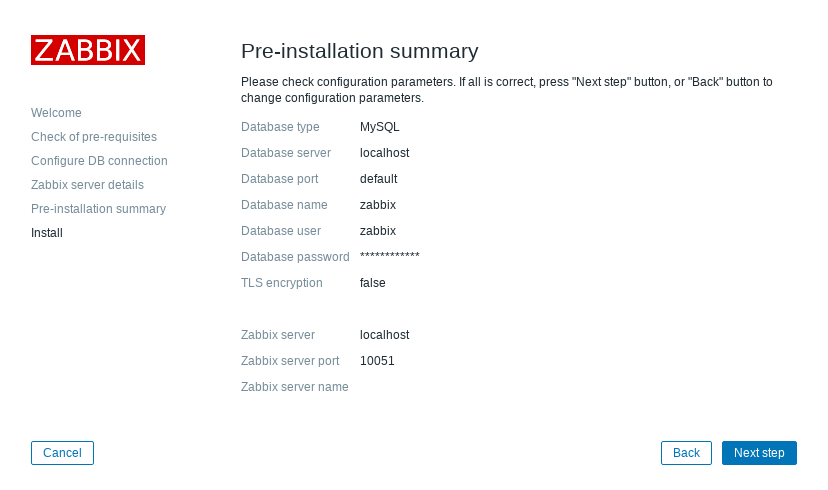 ZABBIX
Welcome
Check of pre-requisites
Configure DB connection
Zabbix server details
Pre-installation summary
Install
Pre-installation summary
Please check configuration parameters. If all is correct, press "Next step" button, or "Back" button to
change configuration parameters.
Database type MySQL
Database server localhost
Database port default
Database name zabbix
Database user zabbix
Database password ************
TLS encryption false
Zabbix server localhost
Zabbix server port 10051
Zabbix server name
Cancel Back Next step